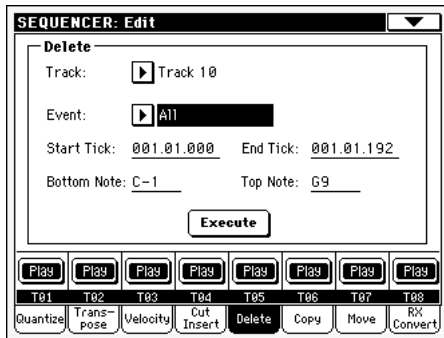 SEQUENCER: Edit
Delete
Track: Track 10
Event: All
Start Tick: 001.01.000 End Tick: 001.01.192
Bottom Note: C-1 Top Note: G9
Execute
Play Play Play Play Play Play Play Play
T01 T02 T03 T04 T05 T06 T07 T08
Quantize Trans-pose Velocity Cut Insert Delete Copy Move RX Convert